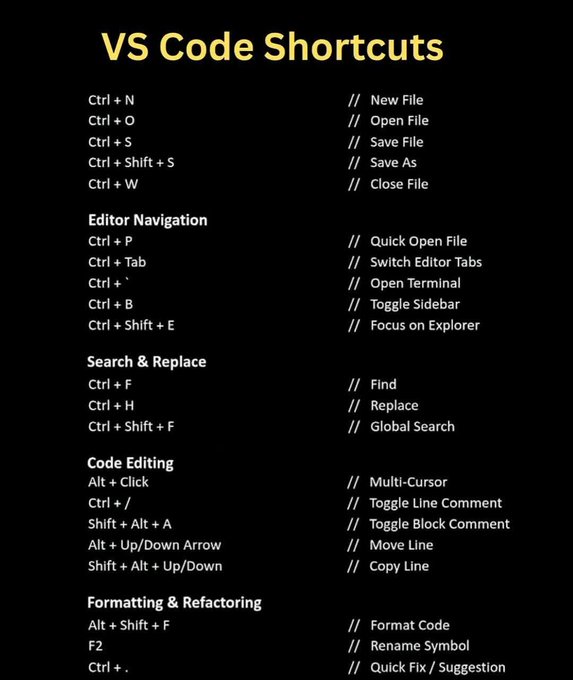 VS Code Shortcuts
Ctrl + N // New File
Ctrl + O // Open File
Ctrl + S // Save File
Ctrl + Shift + S // Save As
Ctrl + W // Close File
Editor Navigation
Ctrl + P // Quick Open File
Ctrl + Tab // Switch Editor Tabs
Ctrl + ` // Open Terminal
Ctrl + B // Toggle Sidebar
Ctrl + Shift + E // Focus on Explorer
Search & Replace
Ctrl + F // Find
Ctrl + H // Replace
Ctrl + Shift + F // Global Search
Code Editing
Alt + Click // Multi-Cursor
Ctrl + / // Toggle Line Comment
Shift + Alt + A // Toggle Block Comment
Alt + Up/Down Arrow // Move Line
Shift + Alt + Up/Down // Copy Line
Formatting & Refactoring
Alt + Shift + F // Format Code
F2 // Rename Symbol
Ctrl + . // Quick Fix / Suggestion